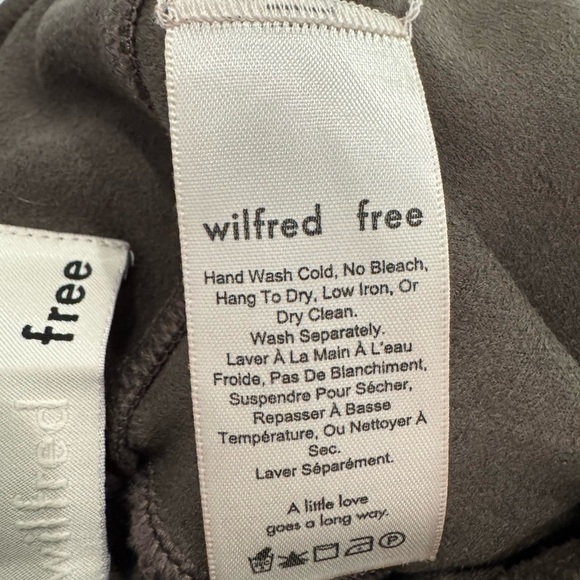 wilfred free
Hand Wash Cold, No Bleach,
Hang To Dry, Low Iron, Or
Dry Clean.
Wash Separately.
Laver À La Main À L'eau
Froide, Pas De Blanchiment,
Suspendre Pour Sécher,
Repasser À Basse
Température, Ou Nettoyer À
Sec.
Laver Séparément.
A little love
goes a long way.
wilfred free